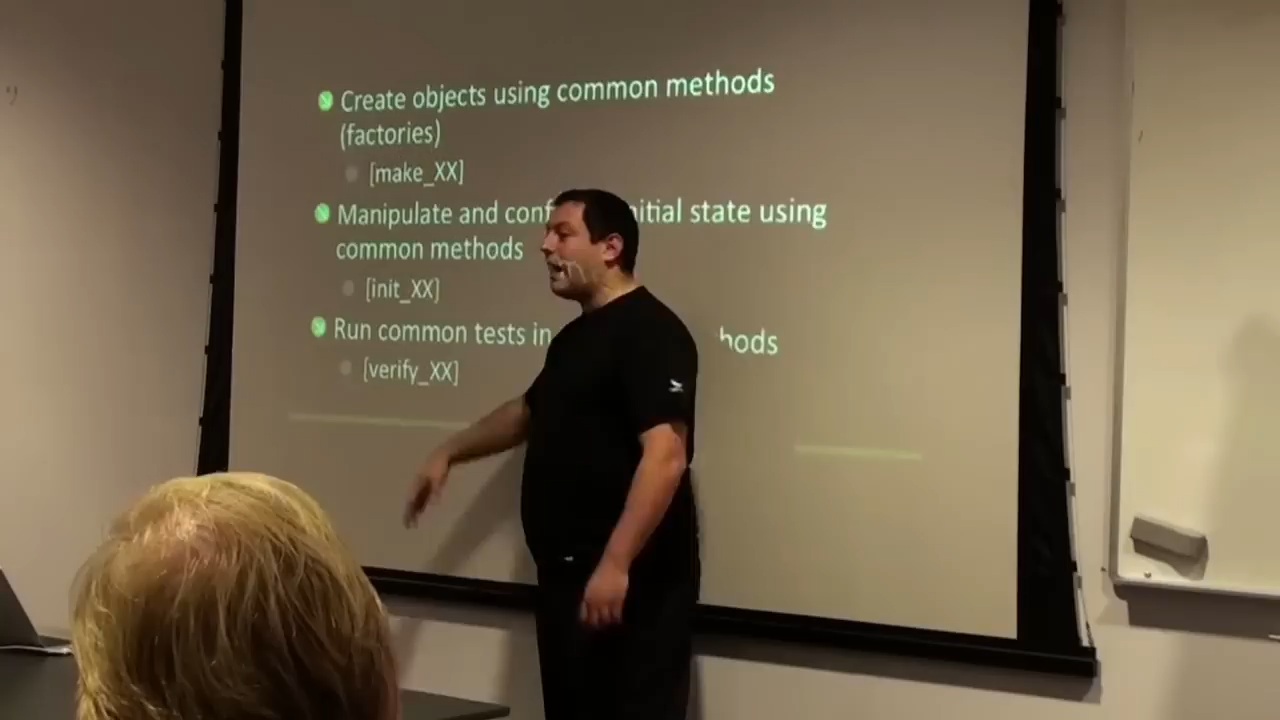 Create objects using common methods
(factories)
[make_XX]
Manipulate and conf nitial state using
common methods
[init_XX]
Run common tests in hods
[verify_XX]